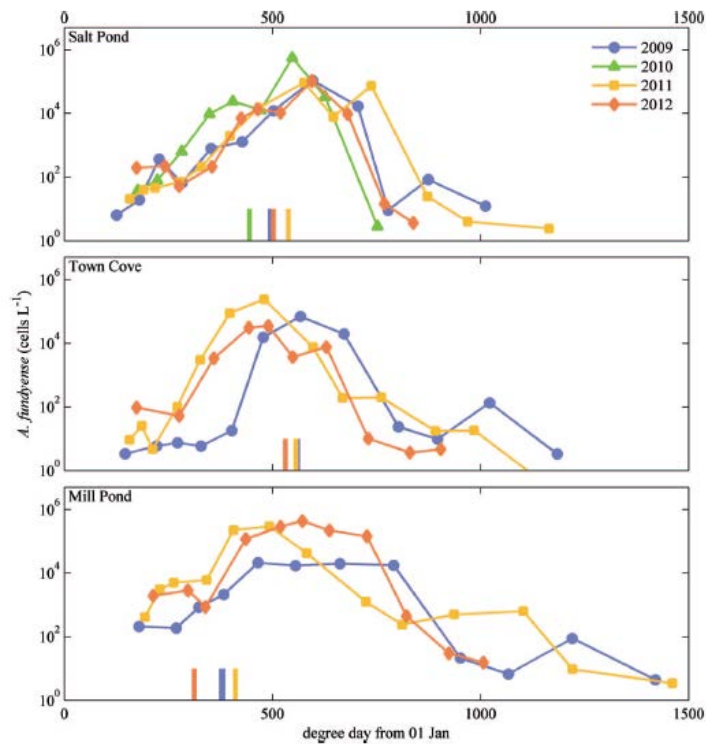 0 500 1000 1500
Salt Pond
2009
2010
2011
2012
10^6
10^4
10^2
10^0
Town Cove
10^6
10^4
10^2
10^0
A. fundyense (cells L^-1)
Mill Pond
10^6
10^4
10^2
10^0
0 500 1000 1500
degree day from 01 Jan